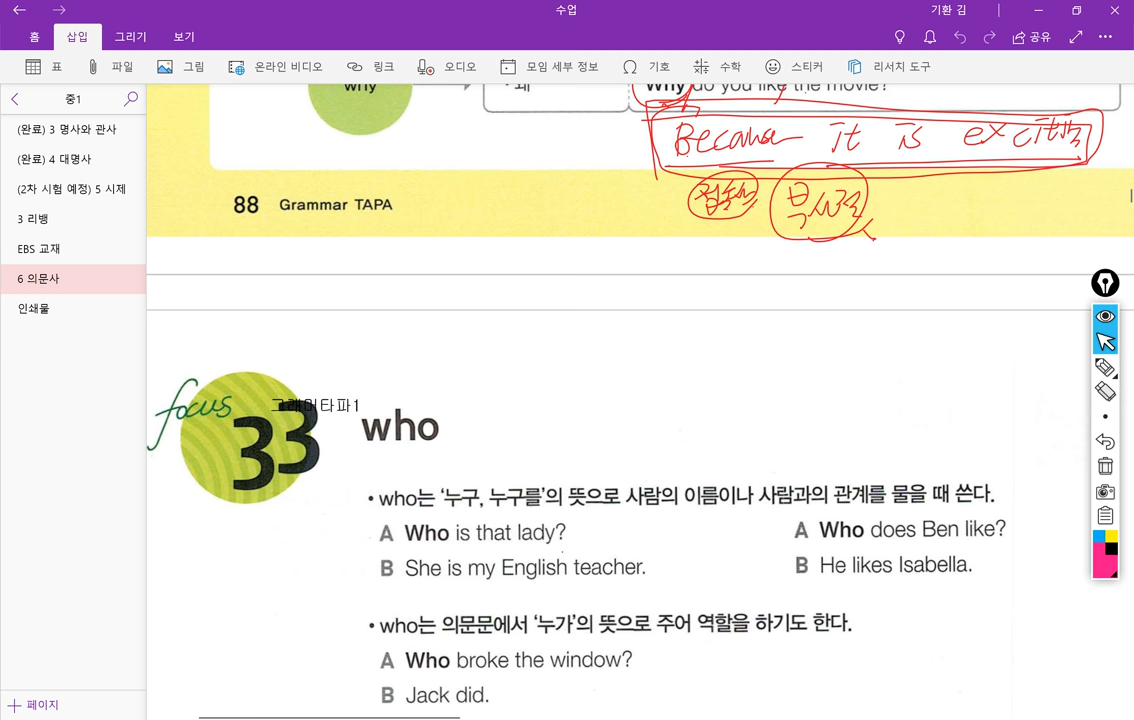 수업
기환 김
홈 삽입 그리기 보기
공유
표 파일 그림 온라인 비디오 링크 오디오 모임 세부 정보 기호 수학 스티커 리서치 도구
중1
(완료) 3 명사와 관사
(완료) 4 대명사
(2차 시험 예정) 5 시제
3 리뱅
EBS 교재
6 의문사
인쇄물
페이지
why
왜
Why do you like the movie?
Because it is exciting
접속사 부사절
88 Grammar TAPA
focus
33
그래머타파1
who
• who는 ‘누구, 누구를’의 뜻으로 사람의 이름이나 사람과의 관계를 물을 때 쓴다.
A Who is that lady? A Who does Ben like?
B She is my English teacher. B He likes Isabella.
• who는 의문문에서 ‘누가’의 뜻으로 주어 역할을 하기도 한다.
A Who broke the window?
B Jack did.